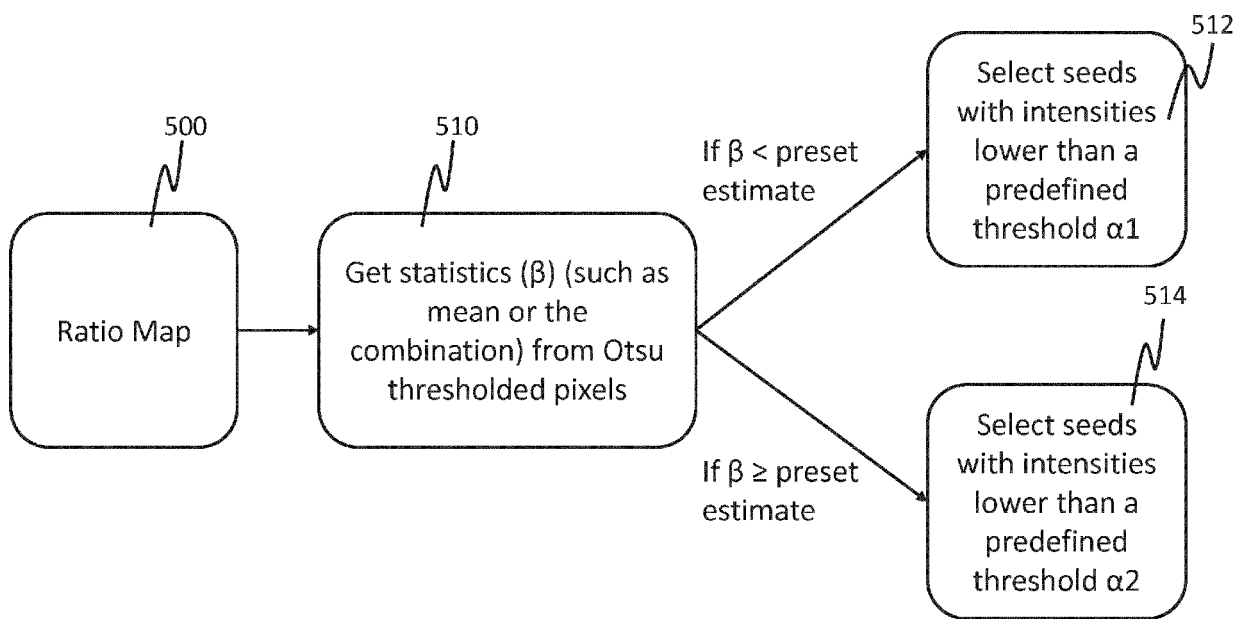 500
Ratio Map
510
Get statistics (β) (such as
mean or the
combination) from Otsu
thresholded pixels
If β < preset
estimate
512
Select seeds
with intensities
lower than a
predefined
threshold α1
If β ≥ preset
estimate
514
Select seeds
with intensities
lower than a
predefined
threshold α2